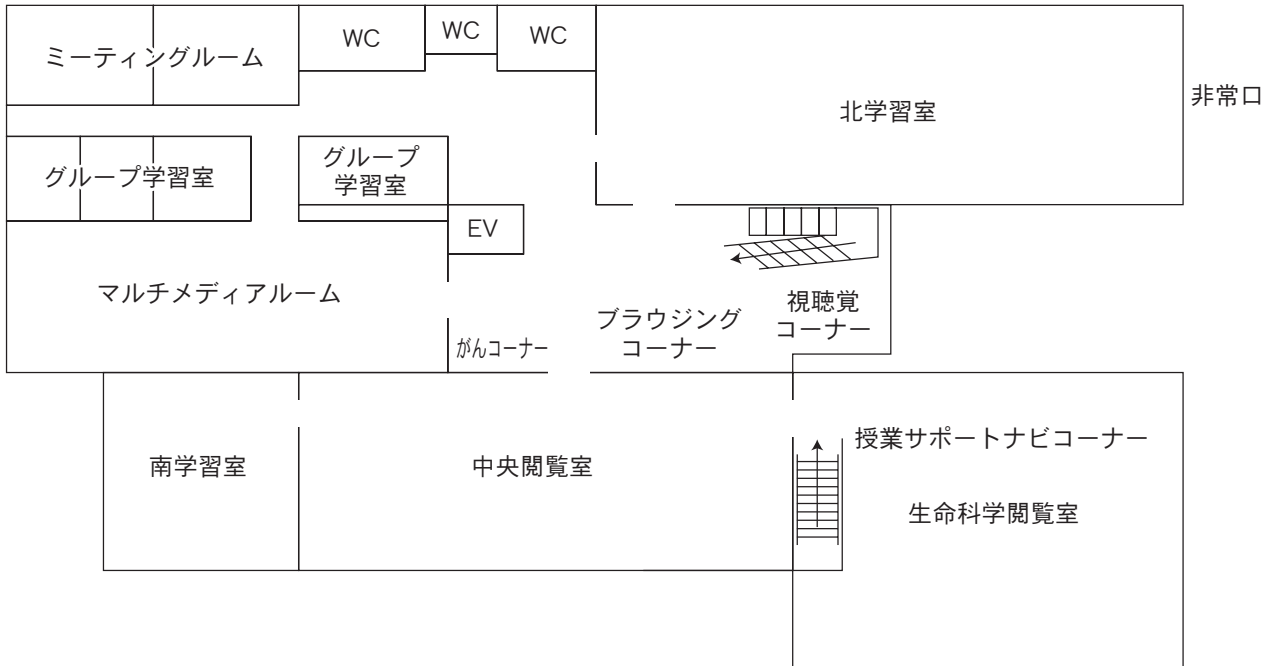 WC
WC
WC
ミーティングルーム
非常口
北学習室
グループ
学習室
グループ学習室
EV
マルチメディアルーム
視聴覚
コーナー
ブラウジング
コーナー
がんコーナー
授業サポートナビコーナー
南学習室
中央閲覧室
生命科学閲覧室